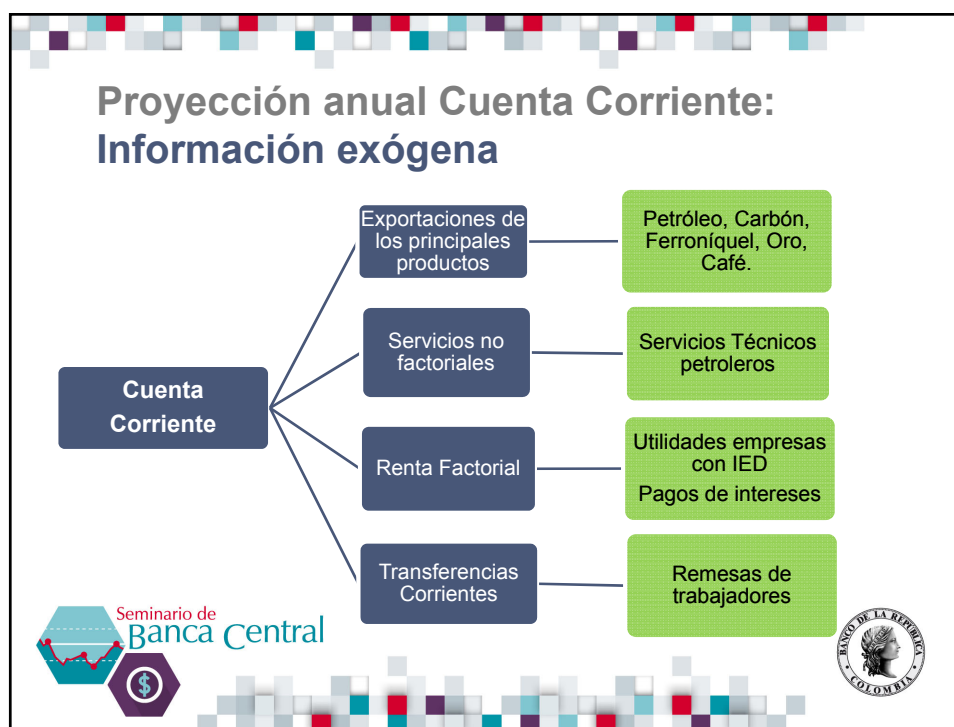 Proyección anual Cuenta Corriente:
Información exógena
Exportaciones de
los principales
productos
Petróleo, Carbón,
Ferroníquel, Oro,
Café.
Servicios no
factoriales
Servicios Técnicos
petroleros
Cuenta
Corriente
Renta Factorial
Utilidades empresas
con IED
Pagos de intereses
Transferencias
Corrientes
Remesas de
trabajadores
Seminario de
Banca Central
$
BANCO DE LA REPÚBLICA
COLOMBIA